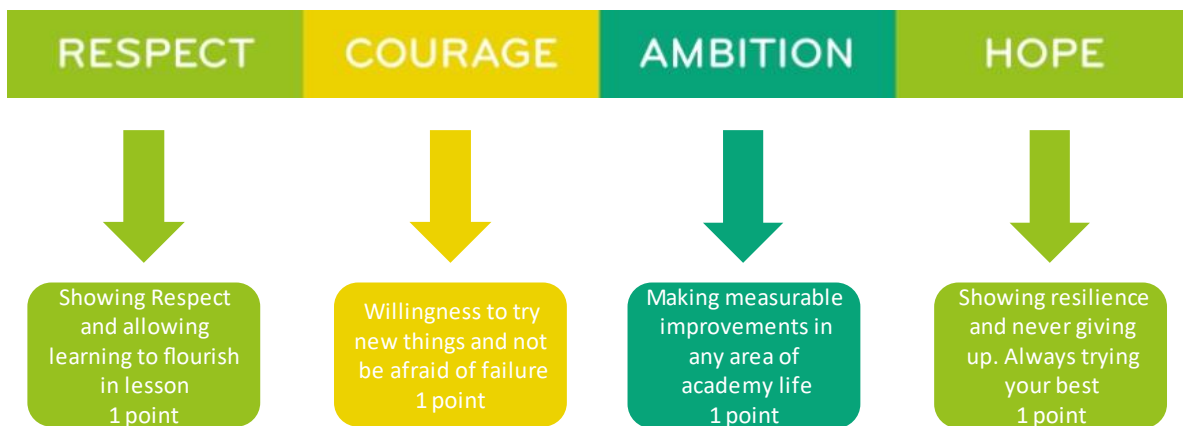 RESPECT
COURAGE
AMBITION
HOPE
Showing Respect
and allowing
learning to flourish
in lesson
1 point
Willingness to try
new things and not
be afraid of failure
1 point
Making measurable
improvements in
any area of
academy life
1 point
Showing resilience
and never giving
up. Always trying
your best
1 point